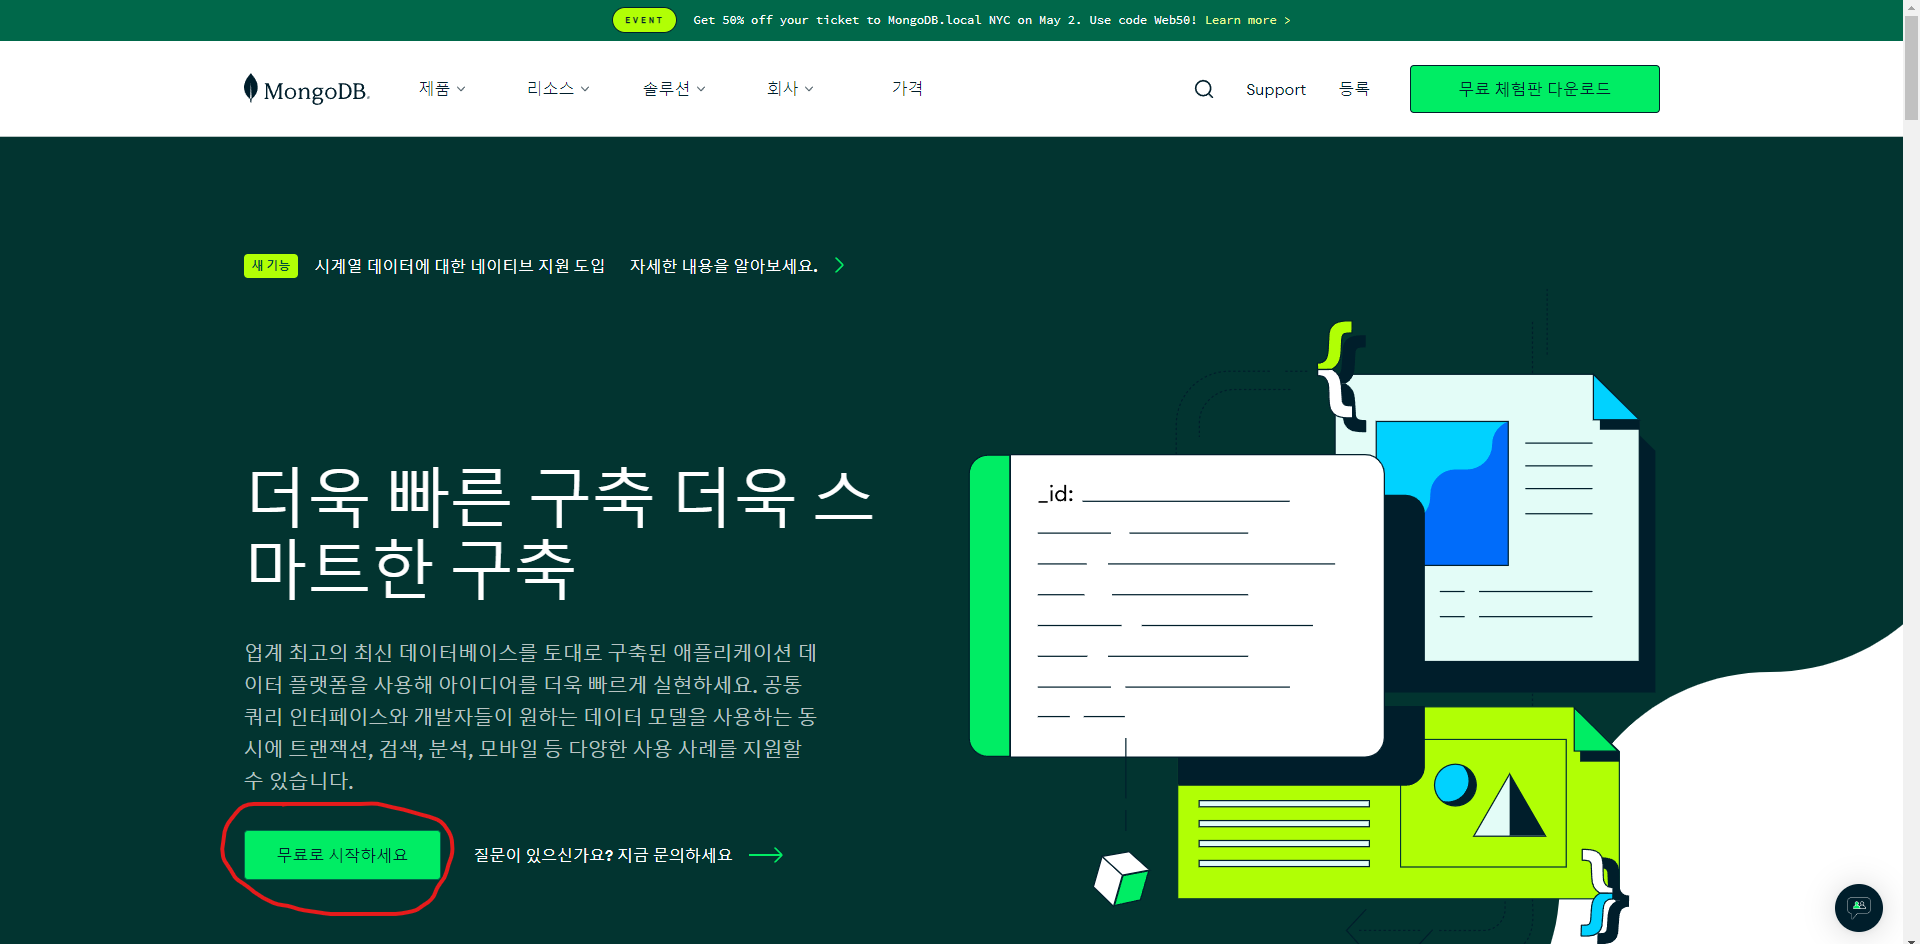 EVENT Get 50% off your ticket to MongoDB.local NYC on May 2. Use code Web50! Learn more >
MongoDB. 제품 리소스 솔루션 회사 가격 Support 등록 무료 체험판 다운로드
새 기능 시계열 데이터에 대한 네이티브 지원 도입 자세한 내용을 알아보세요.
더욱 빠른 구축 더욱 스
마트한 구축
_id:
업계 최고의 최신 데이터베이스를 토대로 구축된 애플리케이션 데
이터 플랫폼을 사용해 아이디어를 더욱 빠르게 실현하세요. 공통
쿼리 인터페이스와 개발자들이 원하는 데이터 모델을 사용하는 동
시에 트랜잭션, 검색, 분석, 모바일 등 다양한 사용 사례를 지원할
수 있습니다.
무료로 시작하세요 질문이 있으신가요? 지금 문의하세요